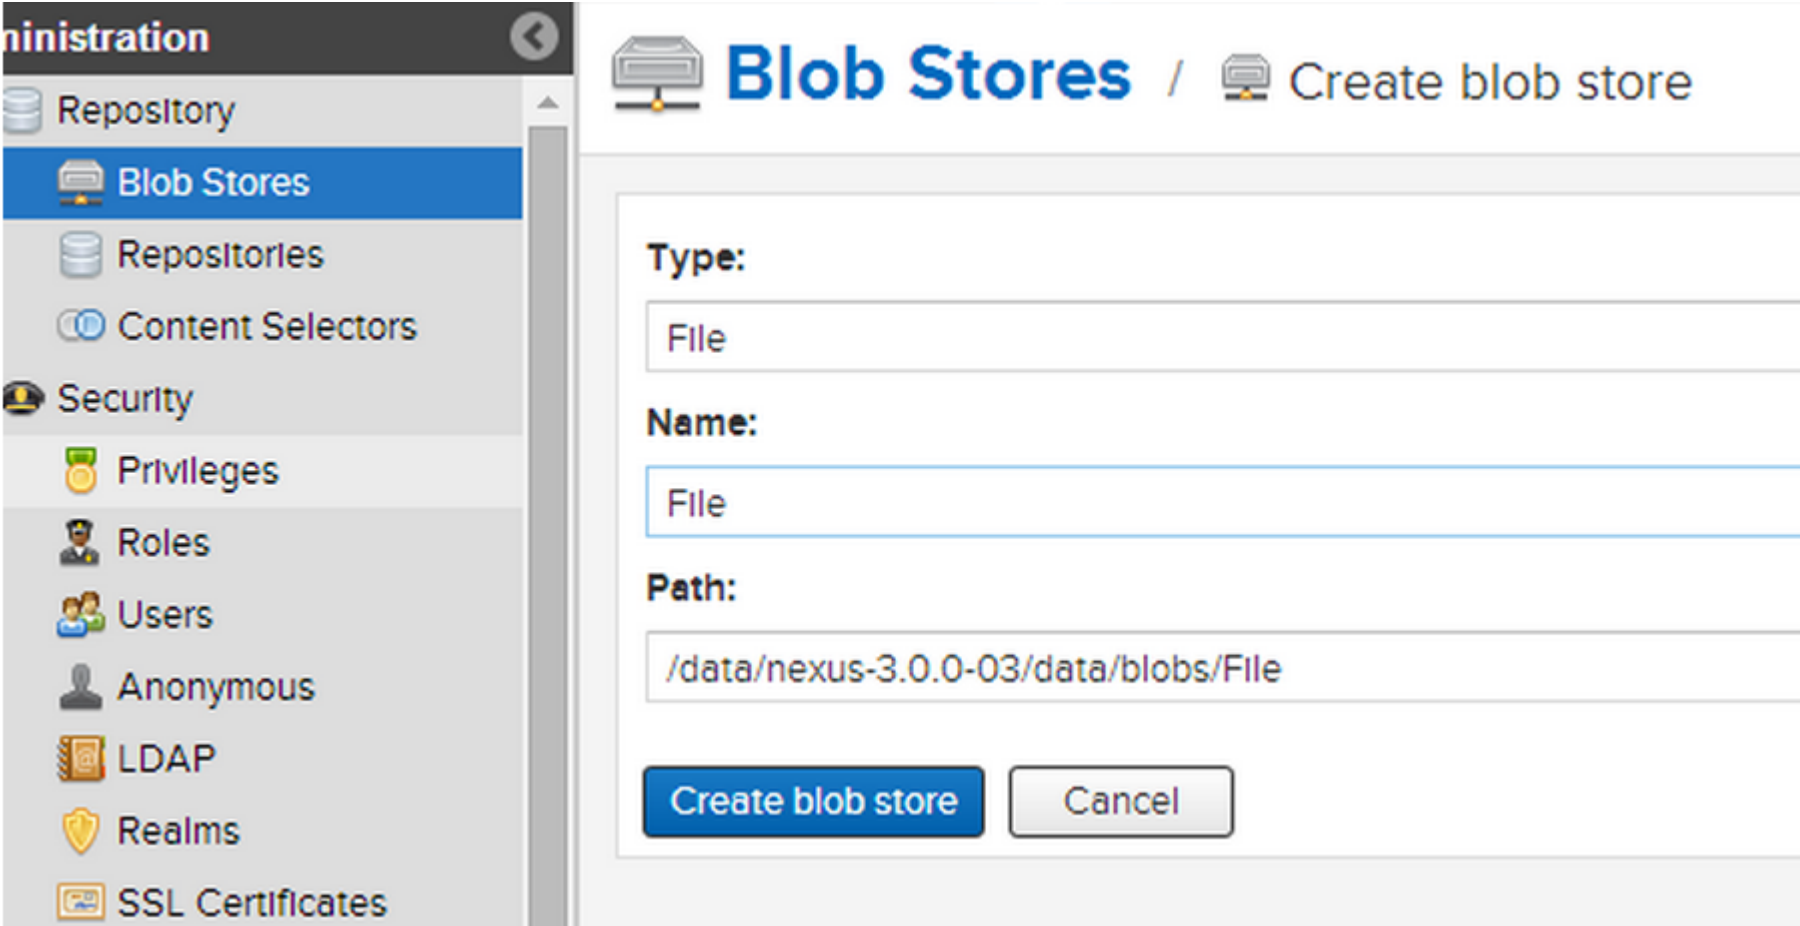 ninistration
Repository
Blob Stores
Repositories
Content Selectors
Security
Privileges
Roles
Users
Anonymous
LDAP
Realms
SSL Certificates
Blob Stores / Create blob store
Type:
File
Name:
File
Path:
/data/nexus-3.0.0-03/data/blobs/File
Create blob store Cancel